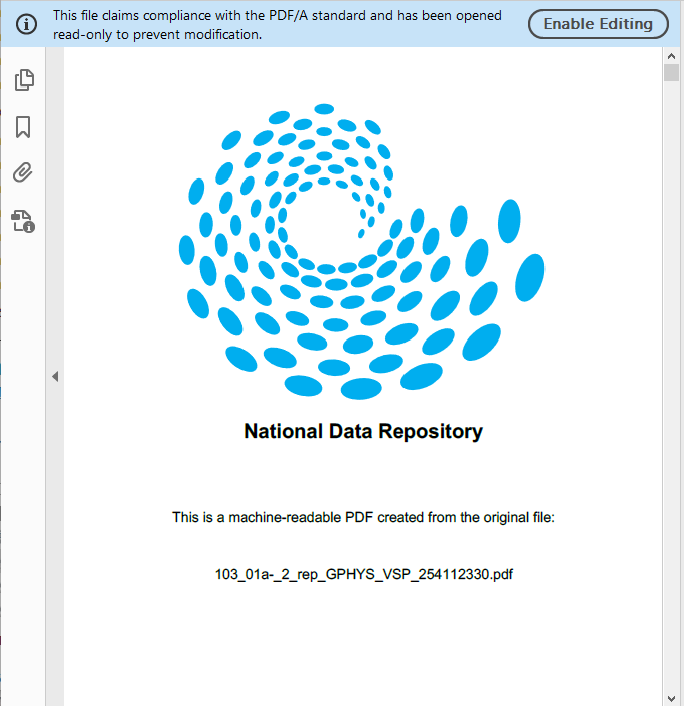 This file claims compliance with the PDF/A standard and has been opened
read-only to prevent modification.
Enable Editing
National Data Repository
This is a machine-readable PDF created from the original file:
103_01a-_2_rep_GPHYS_VSP_254112330.pdf